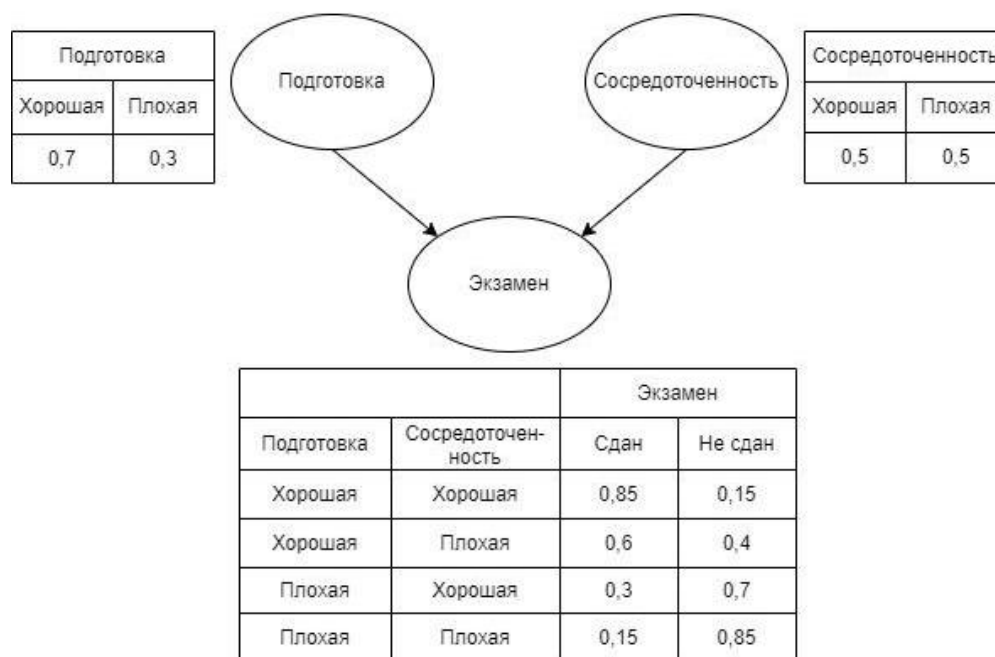 Подготовка
Хорошая Плохая
0,7 0,3
Подготовка
Сосредоточенность
Сосредоточенность
Хорошая Плохая
0,5 0,5
Экзамен
Экзамен
Подготовка Сосредоточен-
ность Сдан Не сдан
Хорошая Хорошая 0,85 0,15
Хорошая Плохая 0,6 0,4
Плохая Хорошая 0,3 0,7
Плохая Плохая 0,15 0,85